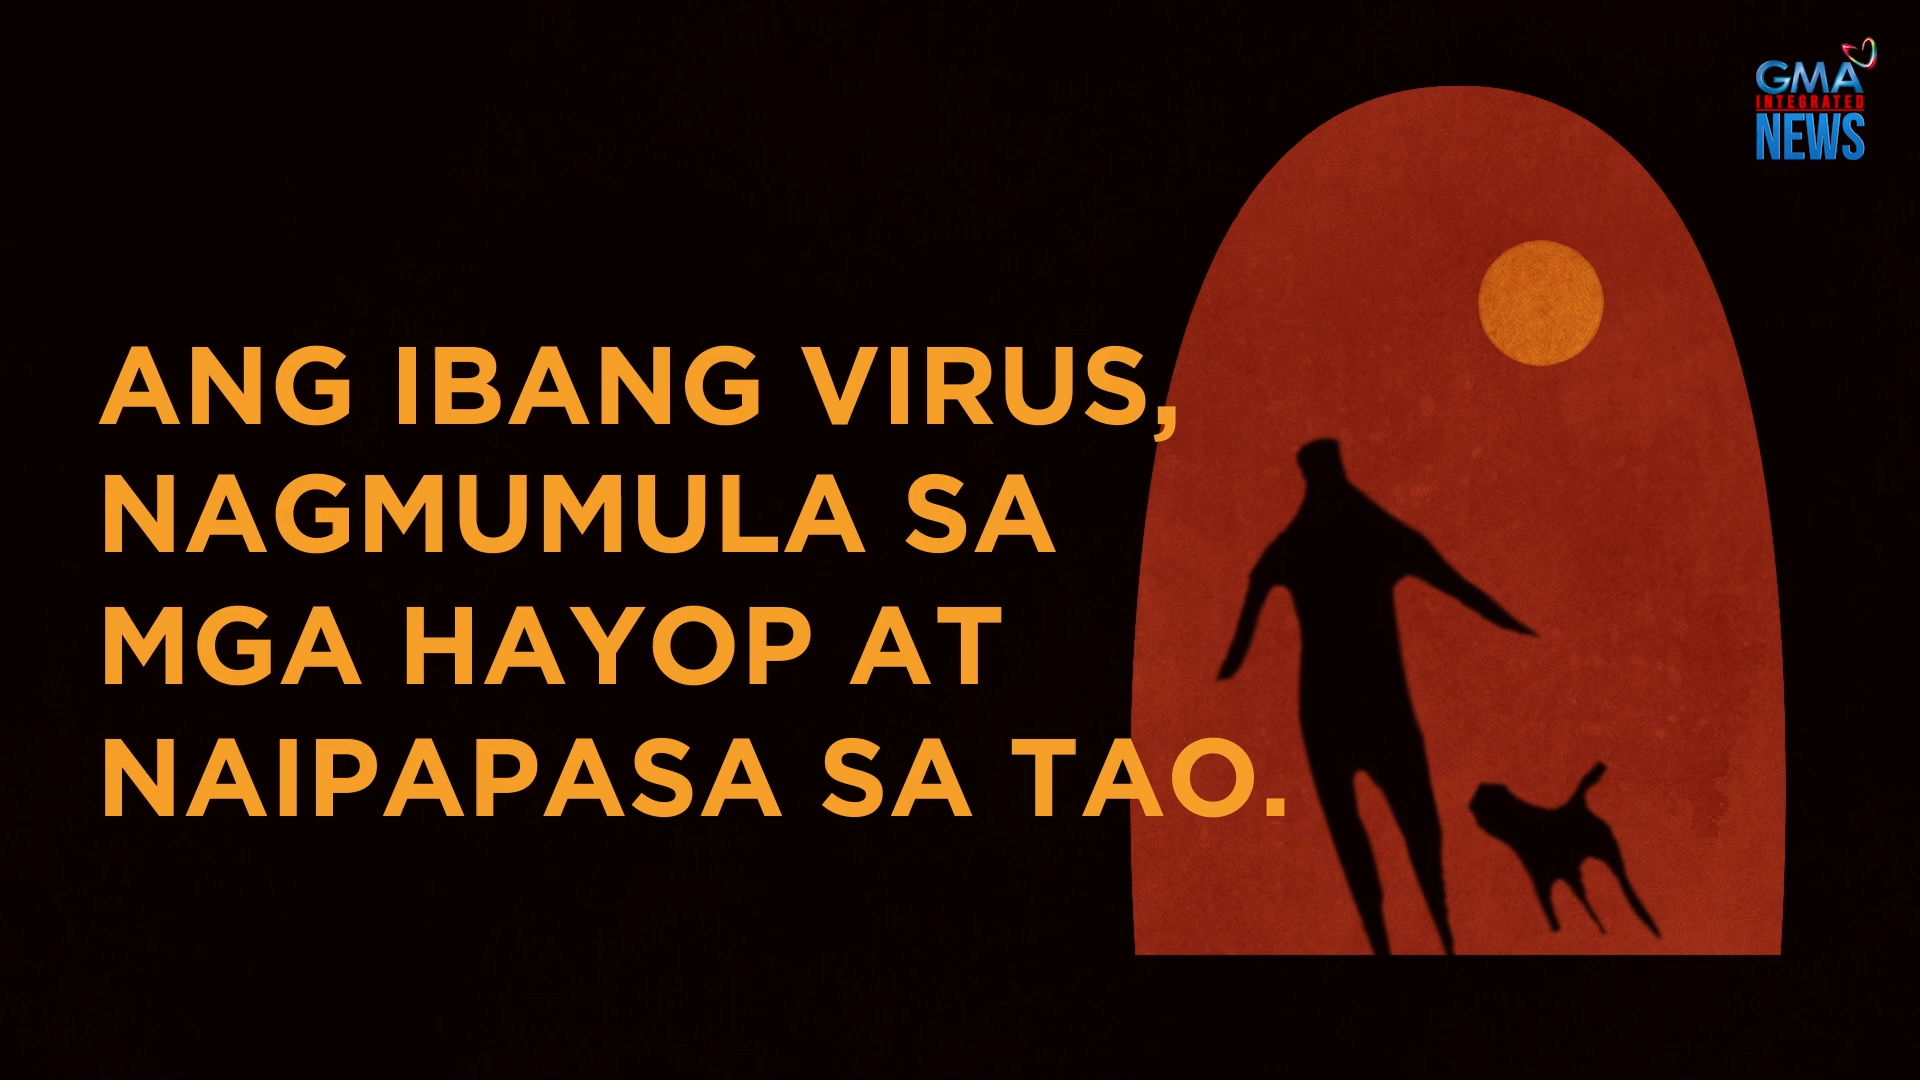 GMA
INTEGRATED
NEWS
ANG IBANG VIRUS,
NAGMUMULA SA
MGA HAYOP AT
NAIPAPASA SA TAO.